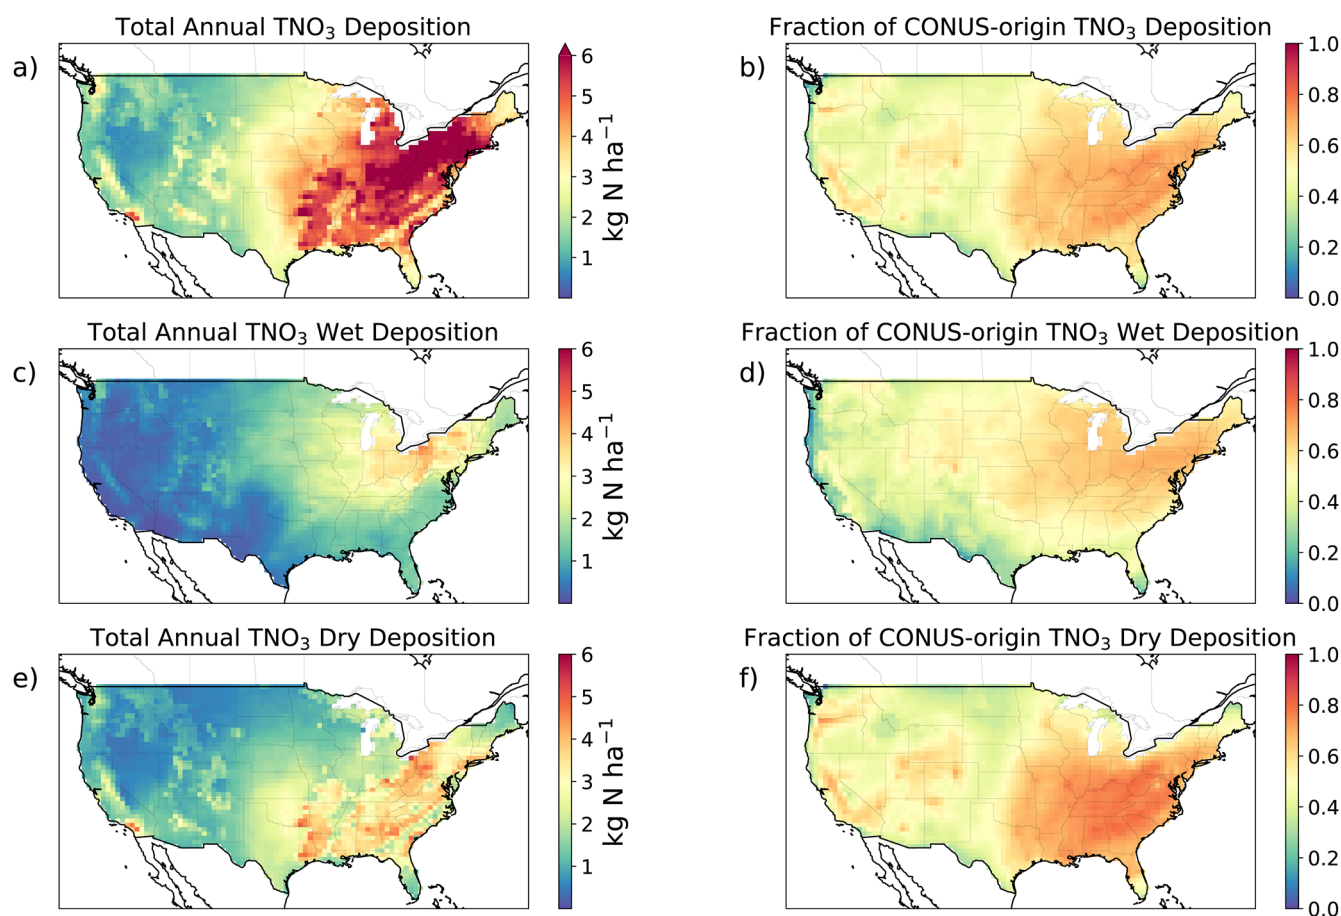 Total Annual TNO₃ Deposition
a)
6
5
4
3
2
1
kg N ha⁻¹
Fraction of CONUS-origin TNO₃ Deposition
b)
1.0
0.8
0.6
0.4
0.2
0.0
Total Annual TNO₃ Wet Deposition
c)
6
5
4
3
2
1
kg N ha⁻¹
Fraction of CONUS-origin TNO₃ Wet Deposition
d)
1.0
0.8
0.6
0.4
0.2
0.0
Total Annual TNO₃ Dry Deposition
e)
6
5
4
3
2
1
kg N ha⁻¹
Fraction of CONUS-origin TNO₃ Dry Deposition
f)
1.0
0.8
0.6
0.4
0.2
0.0